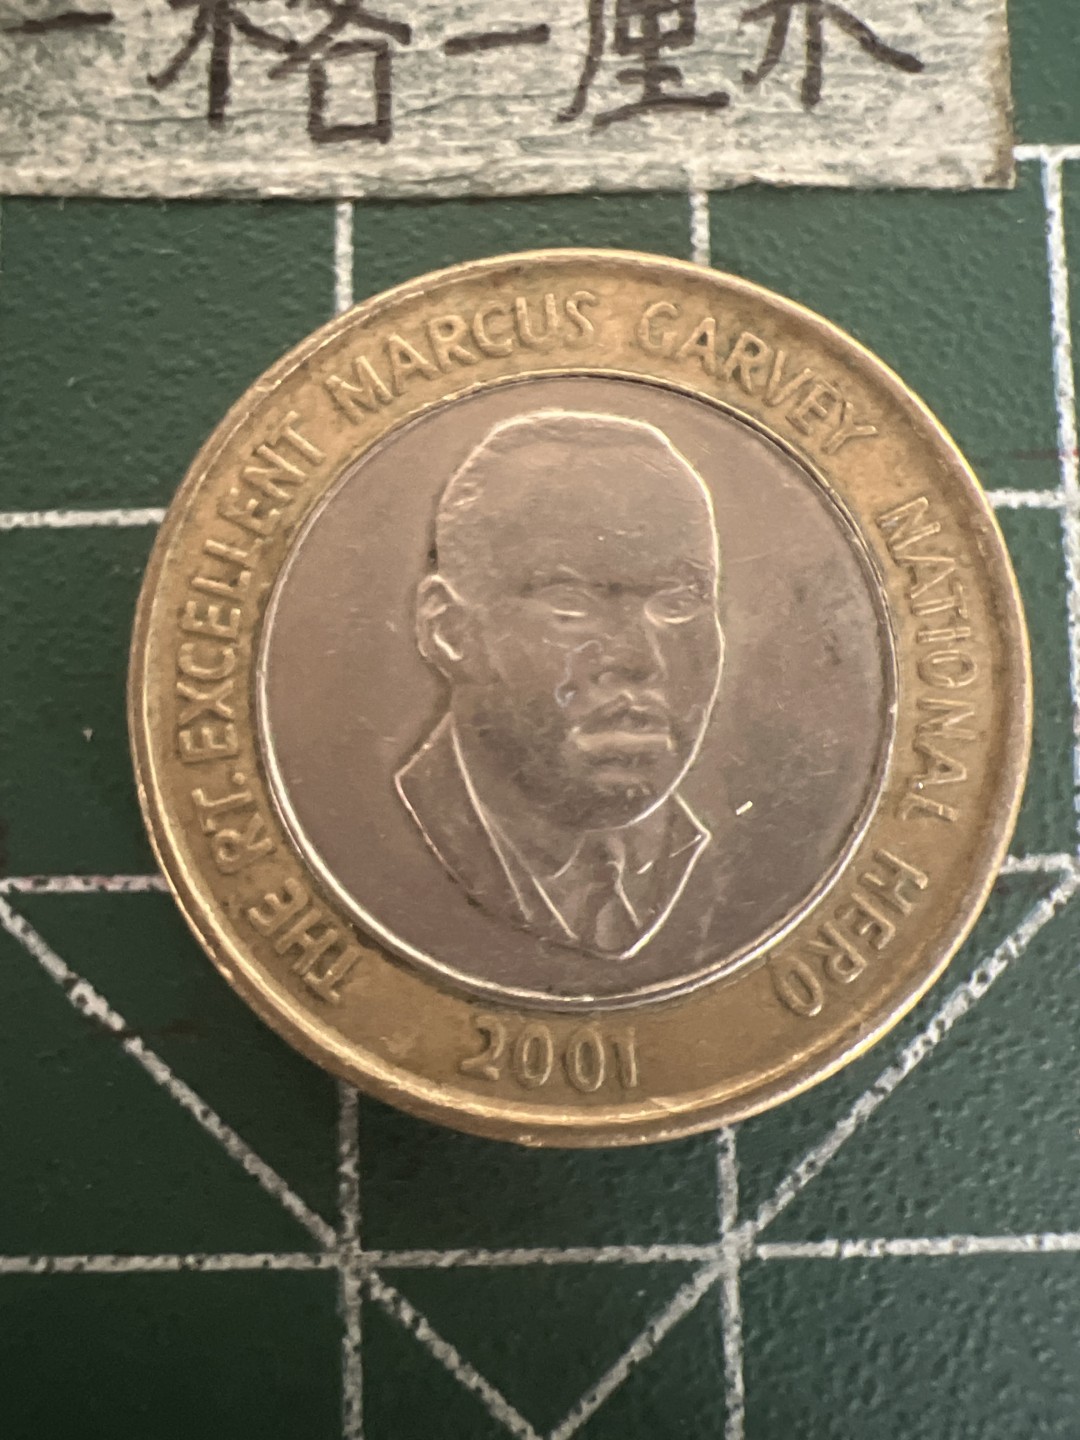 一格一厘米
THE RT. EXCELLENT MARCUS GARVEY NATIONAL HERO
2001